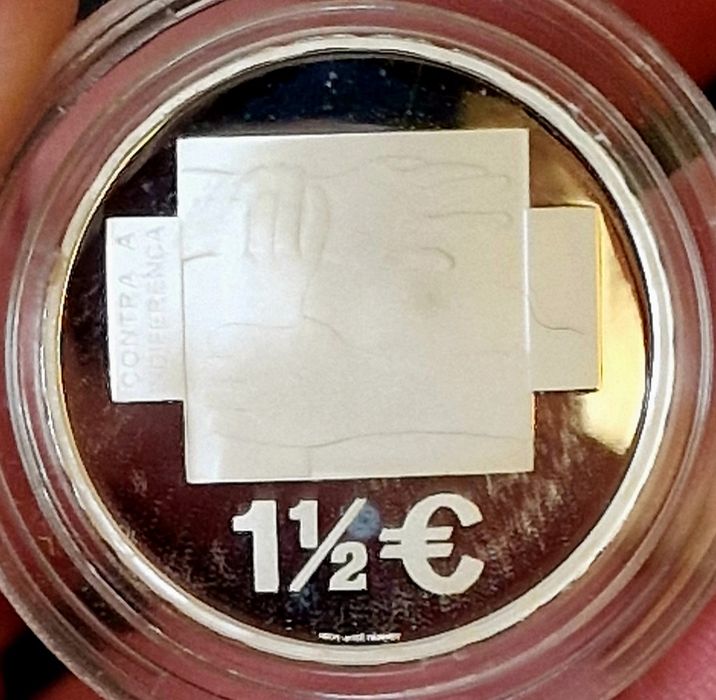 CONTRA A
INDIFERENÇA
1½€